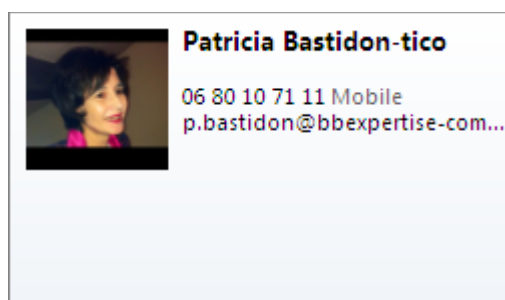 Patricia Bastidon-tico
06 80 10 71 11 Mobile
p.bastidon@bbexpertise-com...